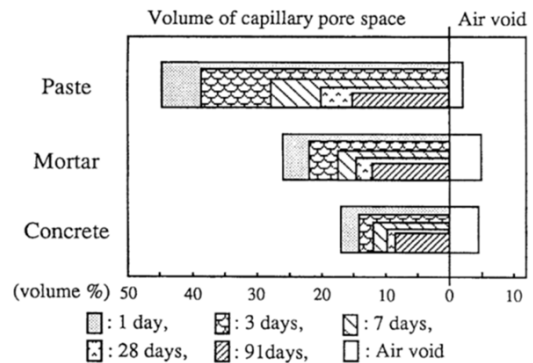 Volume of capillary pore space Air void
Paste
Mortar
Concrete
(volume %) 50 40 30 20 10 0 10
: 1 day, : 3 days, : 7 days,
: 28 days, : 91days, : Air void